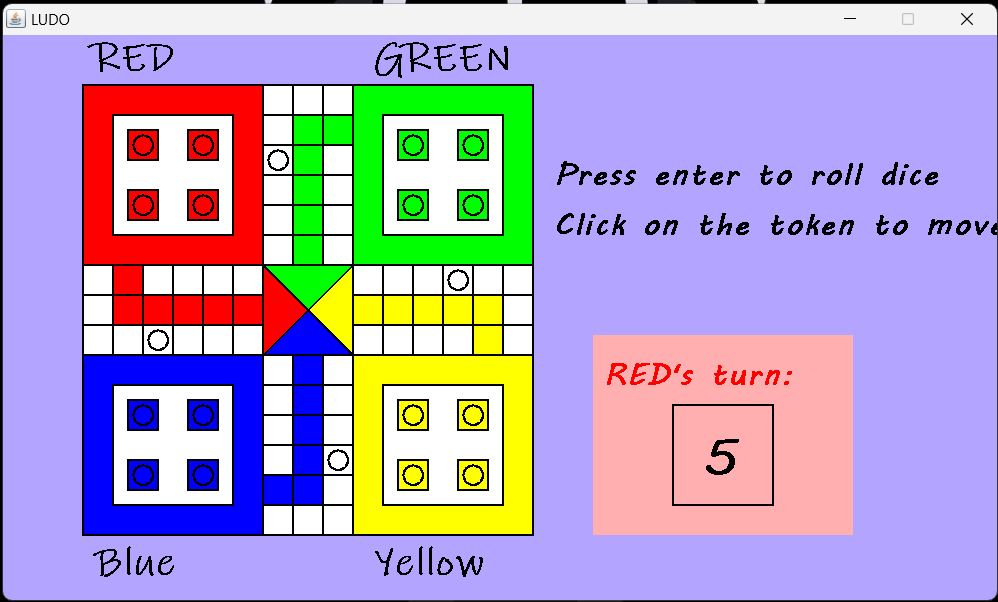 LUDO
RED GREEN
Press enter to roll dice
Click on the token to move
RED's turn:
5
Blue Yellow